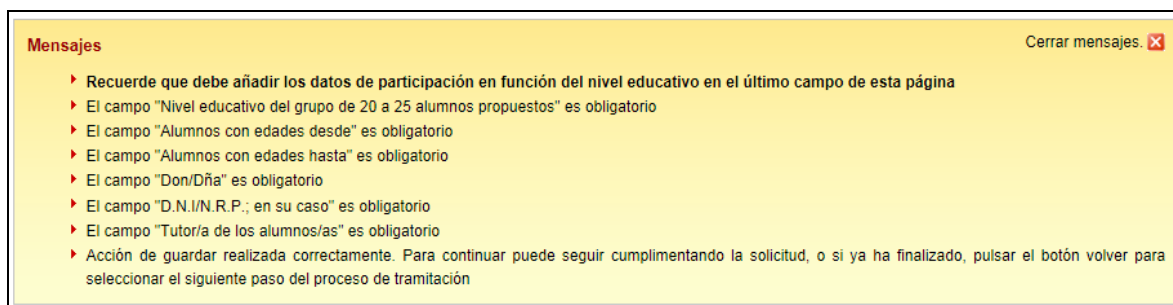 Mensajes
Cerrar mensajes.
Recuerde que debe añadir los datos de participación en función del nivel educativo en el último campo de esta página
El campo "Nivel educativo del grupo de 20 a 25 alumnos propuestos" es obligatorio
El campo "Alumnos con edades desde" es obligatorio
El campo "Alumnos con edades hasta" es obligatorio
El campo "Don/Dña" es obligatorio
El campo "D.N.I/N.R.P.; en su caso" es obligatorio
El campo "Tutor/a de los alumnos/as" es obligatorio
Acción de guardar realizada correctamente. Para continuar puede seguir cumplimentando la solicitud, o si ya ha finalizado, pulsar el botón volver para
seleccionar el siguiente paso del proceso de tramitación